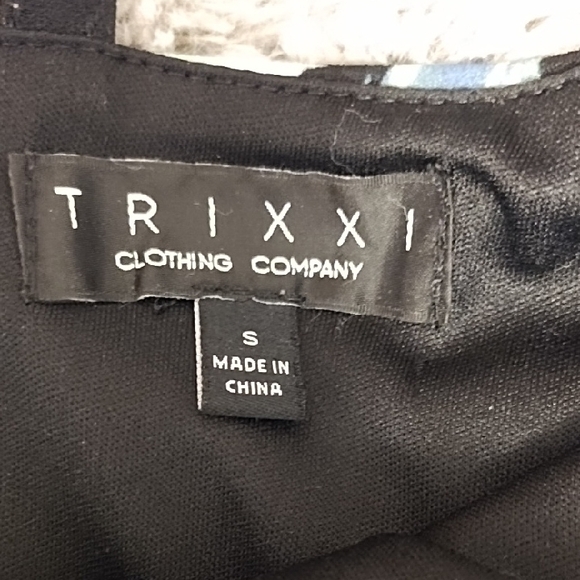 TRIXXI
CLOTHING COMPANY
S
MADE IN
CHINA